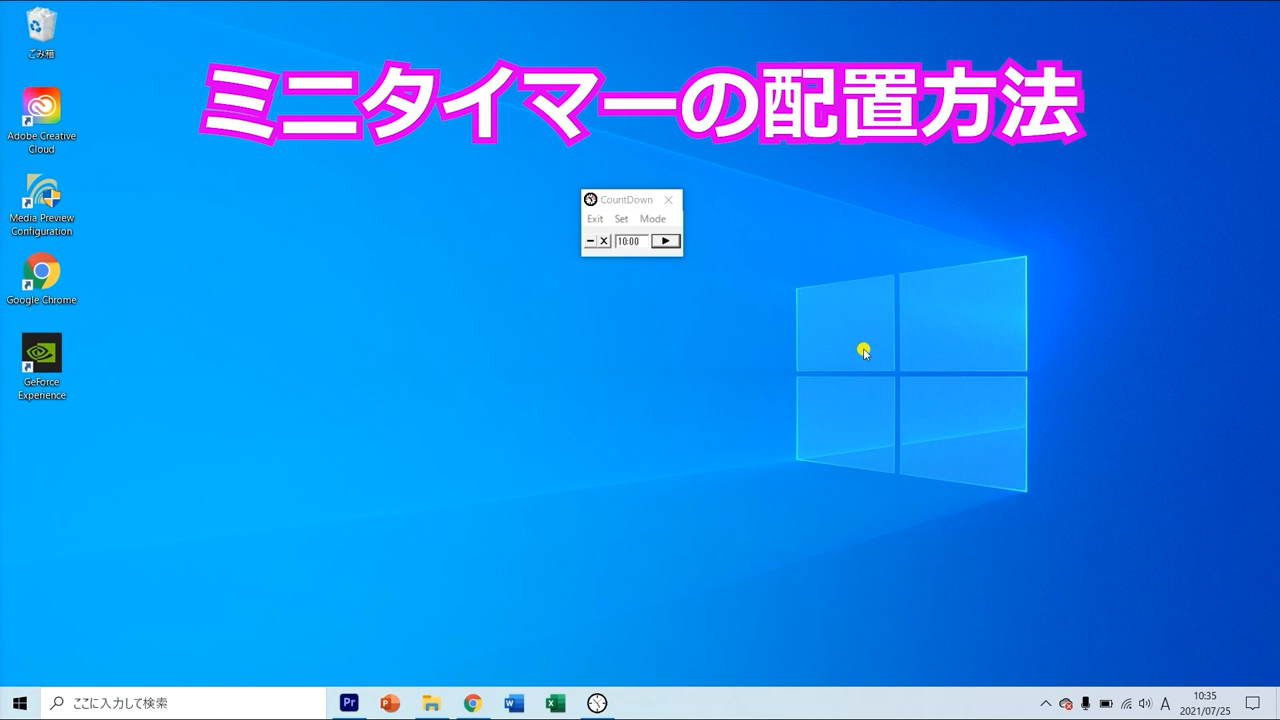 ごみ箱
ミニタイマーの配置方法
Adobe Creative
Cloud
Media Preview
Configuration
Google Chrome
GeForce
Experience
CountDown
Exit Set Mode
10:00
ここに入力して検索
Pr
A
10:35
2021/07/25